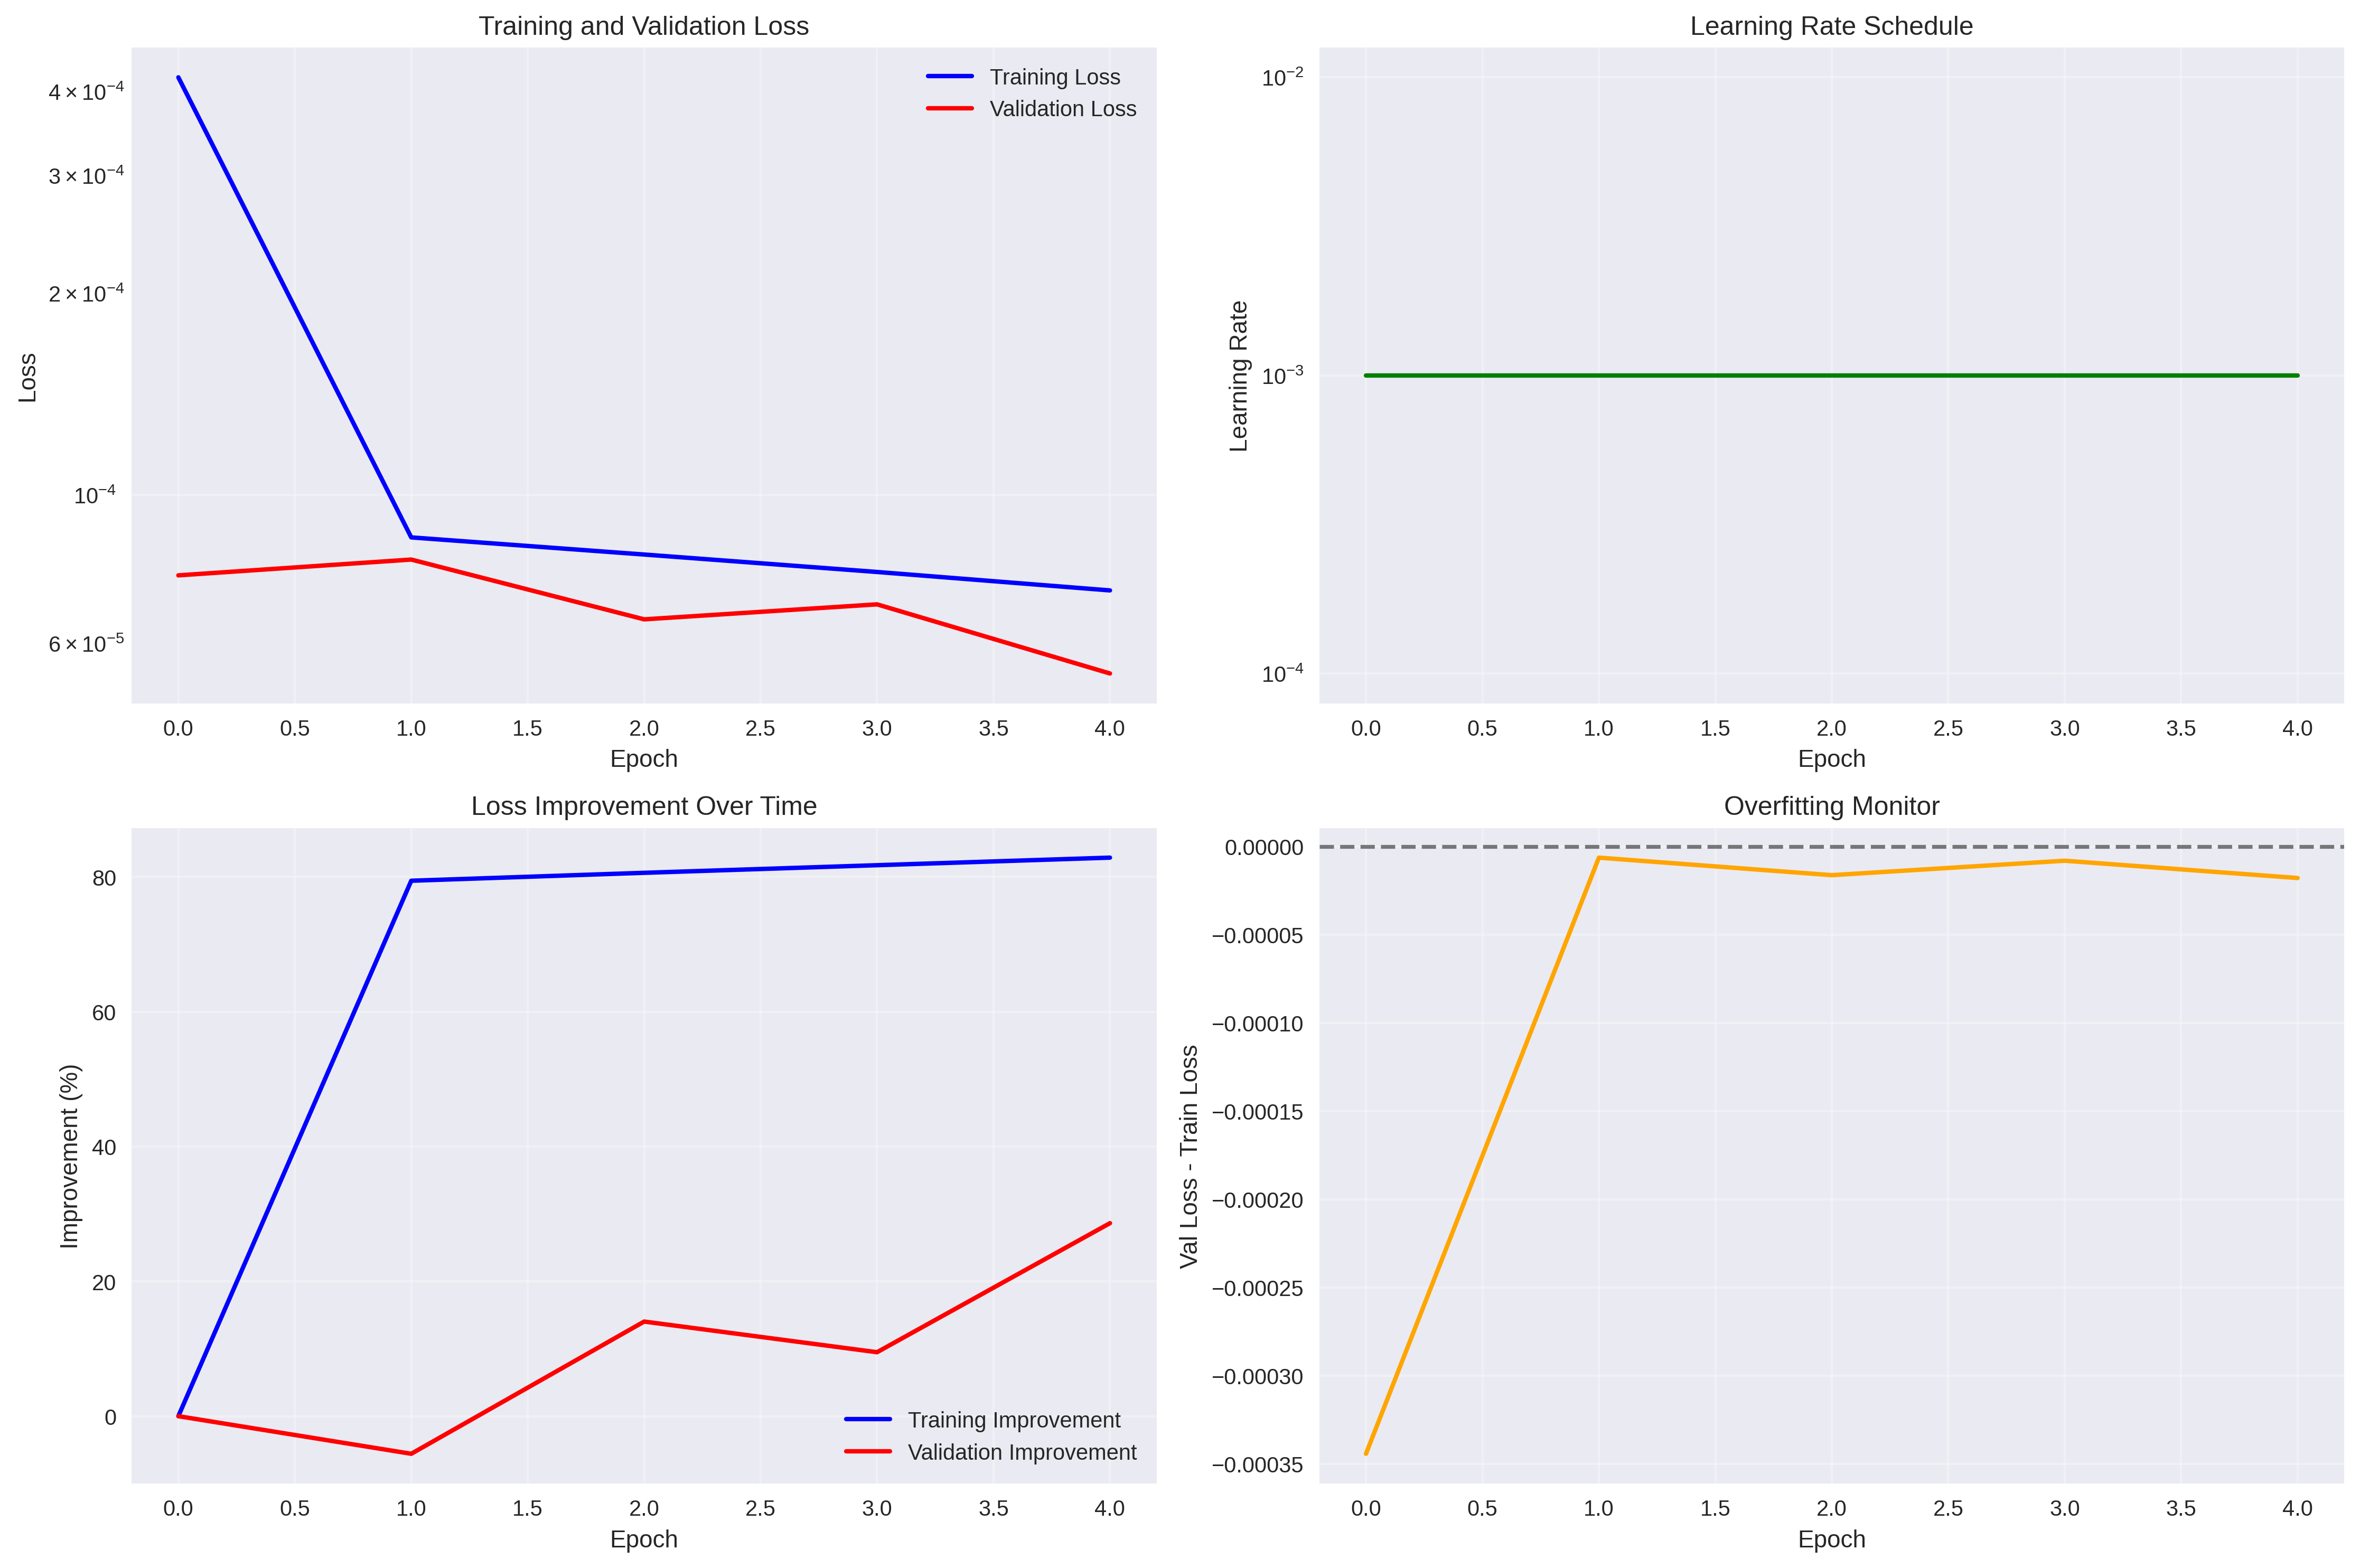 Training and Validation Loss
4 × 10⁻⁴
3 × 10⁻⁴
2 × 10⁻⁴
10⁻⁴
6 × 10⁻⁵
Loss
Training Loss
Validation Loss
0.0 0.5 1.0 1.5 2.0 2.5 3.0 3.5 4.0
Epoch
Learning Rate Schedule
10⁻²
10⁻³
10⁻⁴
Learning Rate
0.0 0.5 1.0 1.5 2.0 2.5 3.0 3.5 4.0
Epoch
Loss Improvement Over Time
80
60
40
20
0
Improvement (%)
Training Improvement
Validation Improvement
0.0 0.5 1.0 1.5 2.0 2.5 3.0 3.5 4.0
Epoch
Overfitting Monitor
0.00000
−0.00005
−0.00010
−0.00015
−0.00020
−0.00025
−0.00030
−0.00035
Val Loss - Train Loss
0.0 0.5 1.0 1.5 2.0 2.5 3.0 3.5 4.0
Epoch